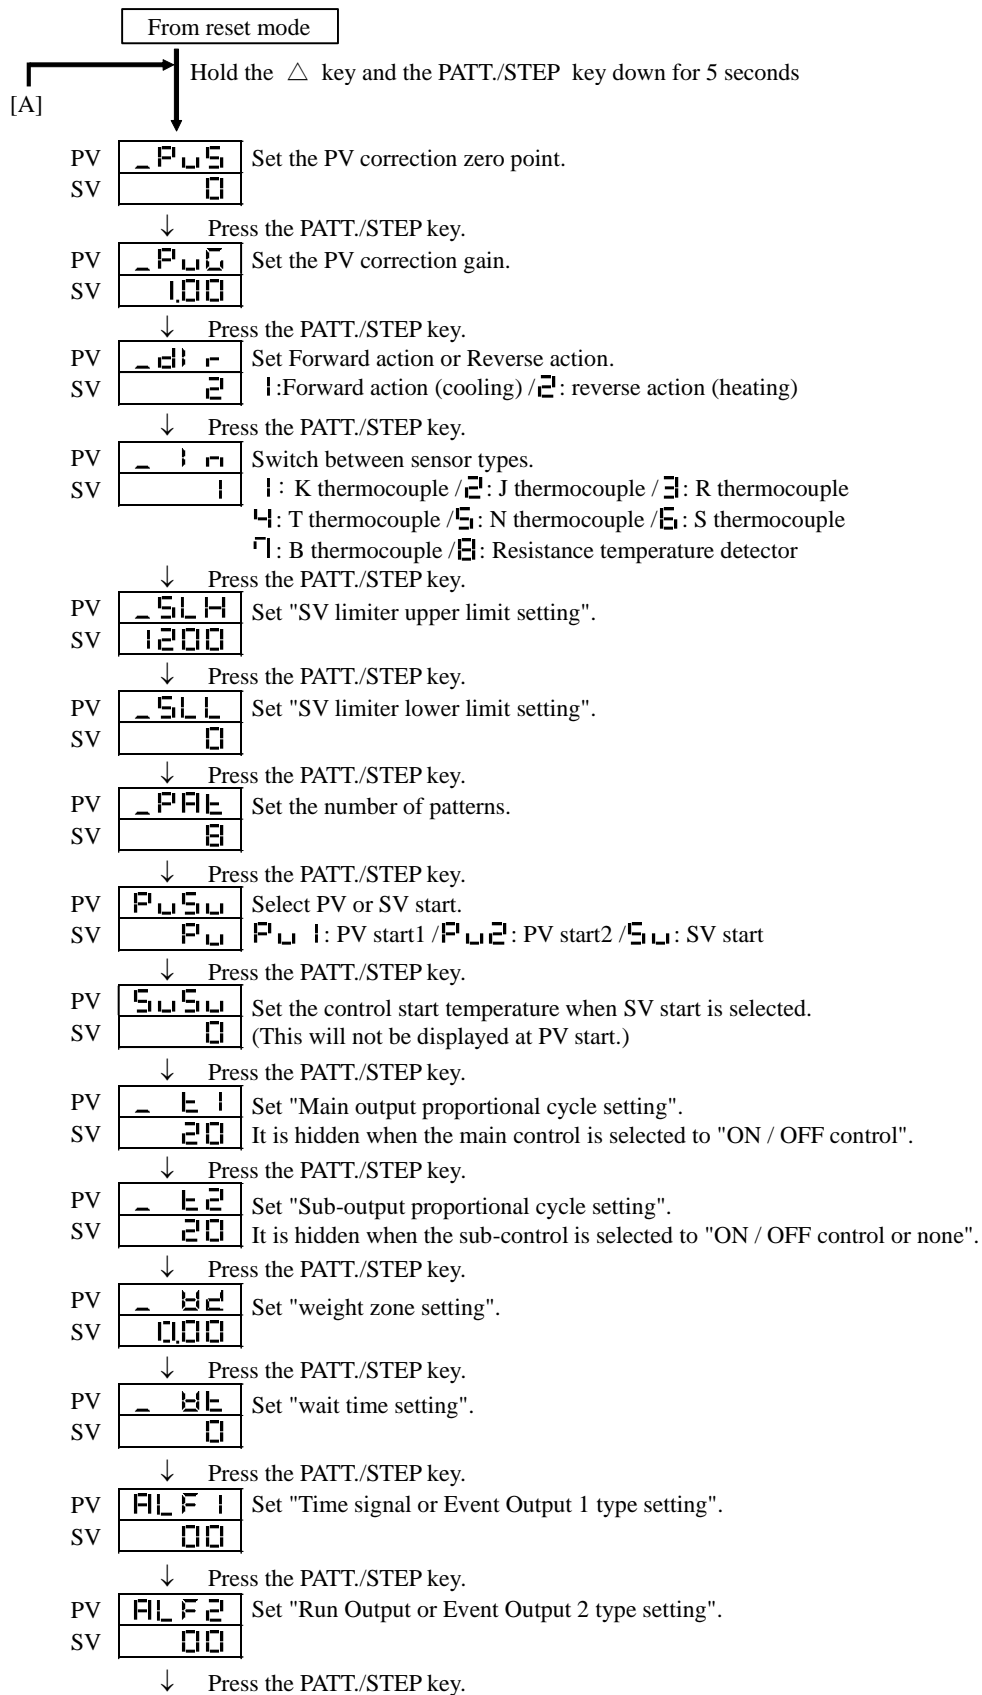 From reset mode
Hold the △ key and the PATT./STEP key down for 5 seconds
[A]
PV _PuS Set the PV correction zero point.
SV 0
↓ Press the PATT./STEP key.
PV _PuG Set the PV correction gain.
SV 1.00
↓ Press the PATT./STEP key.
PV _dIr Set Forward action or Reverse action.
SV 2 1:Forward action (cooling) /2: reverse action (heating)
↓ Press the PATT./STEP key.
PV _ In Switch between sensor types.
SV 1 1: K thermocouple /2: J thermocouple / 3: R thermocouple
4: T thermocouple /5: N thermocouple /6: S thermocouple
7: B thermocouple /8: Resistance temperature detector
↓ Press the PATT./STEP key.
PV _SLH Set "SV limiter upper limit setting".
SV 1200
↓ Press the PATT./STEP key.
PV _SLL Set "SV limiter lower limit setting".
SV 0
↓ Press the PATT./STEP key.
PV _PAt Set the number of patterns.
SV 8
↓ Press the PATT./STEP key.
PV PuSu Select PV or SV start.
SV Pu Pu 1: PV start1 /Pu2: PV start2 /Su: SV start
↓ Press the PATT./STEP key.
PV SuSu Set the control start temperature when SV start is selected.
SV 0 (This will not be displayed at PV start.)
↓ Press the PATT./STEP key.
PV _ t1 Set "Main output proportional cycle setting".
SV 20 It is hidden when the main control is selected to "ON / OFF control".
↓ Press the PATT./STEP key.
PV _ t2 Set "Sub-output proportional cycle setting".
SV 20 It is hidden when the sub-control is selected to "ON / OFF control or none".
↓ Press the PATT./STEP key.
PV _ Wd Set "weight zone setting".
SV 0.00
↓ Press the PATT./STEP key.
PV _ Wt Set "wait time setting".
SV 0
↓ Press the PATT./STEP key.
PV ALF1 Set "Time signal or Event Output 1 type setting".
SV 00
↓ Press the PATT./STEP key.
PV ALF2 Set "Run Output or Event Output 2 type setting".
SV 00
↓ Press the PATT./STEP key.